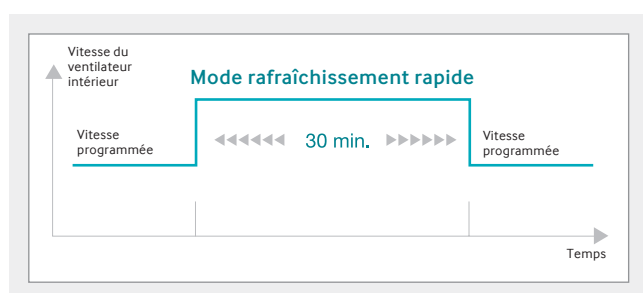 Vitesse du
ventilateur
intérieur
Mode rafraîchissement rapide
Vitesse
programmée
30 min.
Vitesse
programmée
Temps